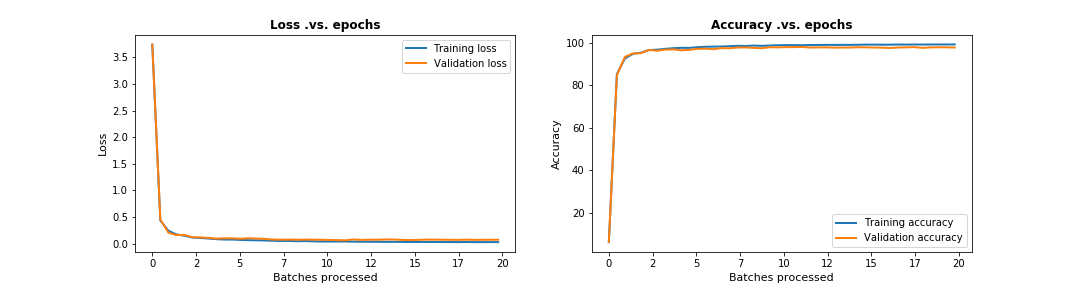 Loss .vs. epochs
Training loss
Validation loss
3.5
3.0
2.5
2.0
1.5
1.0
0.5
0.0
Loss
0 2 5 7 10 12 15 17 20
Batches processed
Accuracy .vs. epochs
100
80
60
40
20
Accuracy
Training accuracy
Validation accuracy
0 2 5 7 10 12 15 17 20
Batches processed